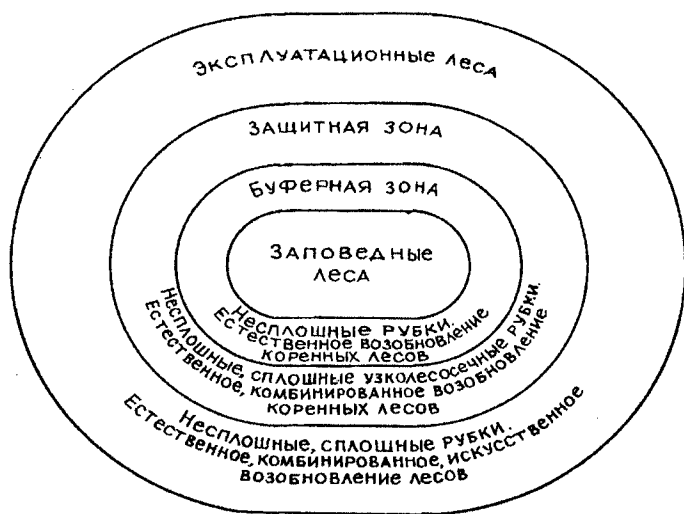 Эксплуатационные леса
Защитная зона
Буферная зона
Заповедные
леса
Несплошные рубки.
Естественное возобновление
коренных лесов
Несплошные, сплошные узколесосечные рубки.
Естественное, комбинированное возобновление
коренных лесов
Несплошные, сплошные рубки.
Естественное, комбинированное, искусственное
возобновление лесов